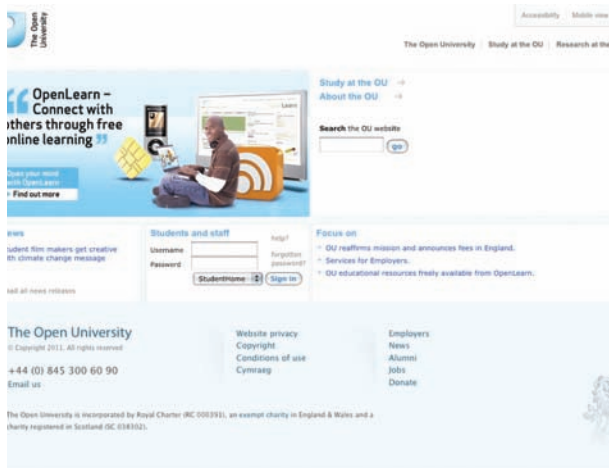 The Open
University
Accessibility Mobile view
The Open University Study at the OU Research at the
OpenLearn –
Connect with
others through free
online learning
Learn
Open your mind
with OpenLearn
Find out more
Study at the OU
About the OU
Search the OU website
go
ews
Students and staff
help?
Focus on
udent film makers get creative
ith climate change message
Username
forgotten
password?
Password
OU reaffirms mission and announces fees in England.
Services for Employers.
OU educational resources freely available from OpenLearn.
StudentHome
Sign in
ead all news releases
The Open University
© Copyright 2011. All rights reserved
+44 (0) 845 300 60 90
Email us
Website privacy
Copyright
Conditions of use
Cymraeg
Employers
News
Alumni
Jobs
Donate
The Open University is incorporated by Royal Charter (RC 000391), an exempt charity in England & Wales and a
charity registered in Scotland (SC 038302).